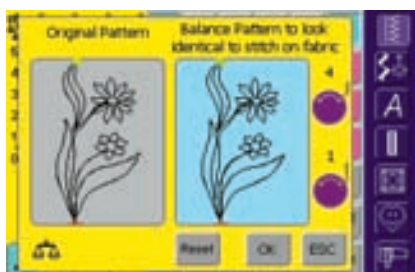 Original Pattern
Balance Pattern to look
identical to stitch on fabric
4
1
A
Reset
OK
ESC